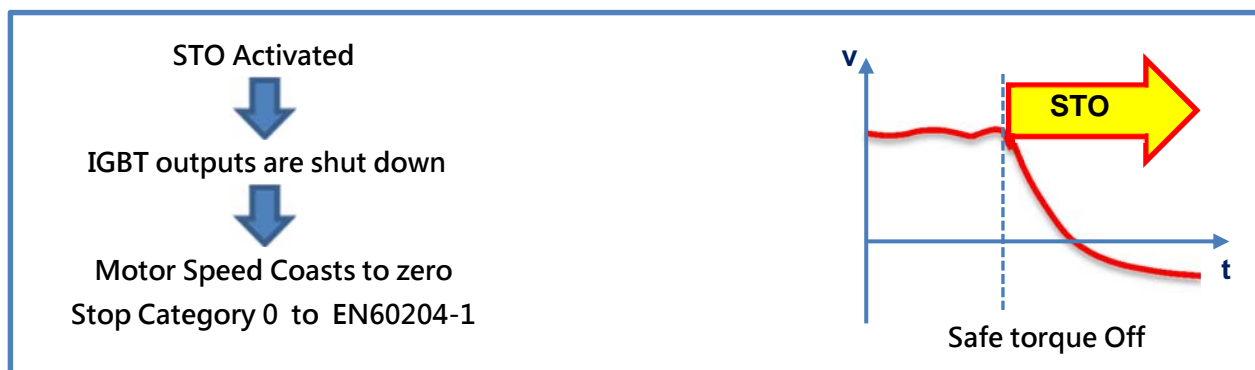 STO Activated
IGBT outputs are shut down
Motor Speed Coasts to zero
Stop Category 0 to EN60204-1
v
STO
t
Safe torque Off